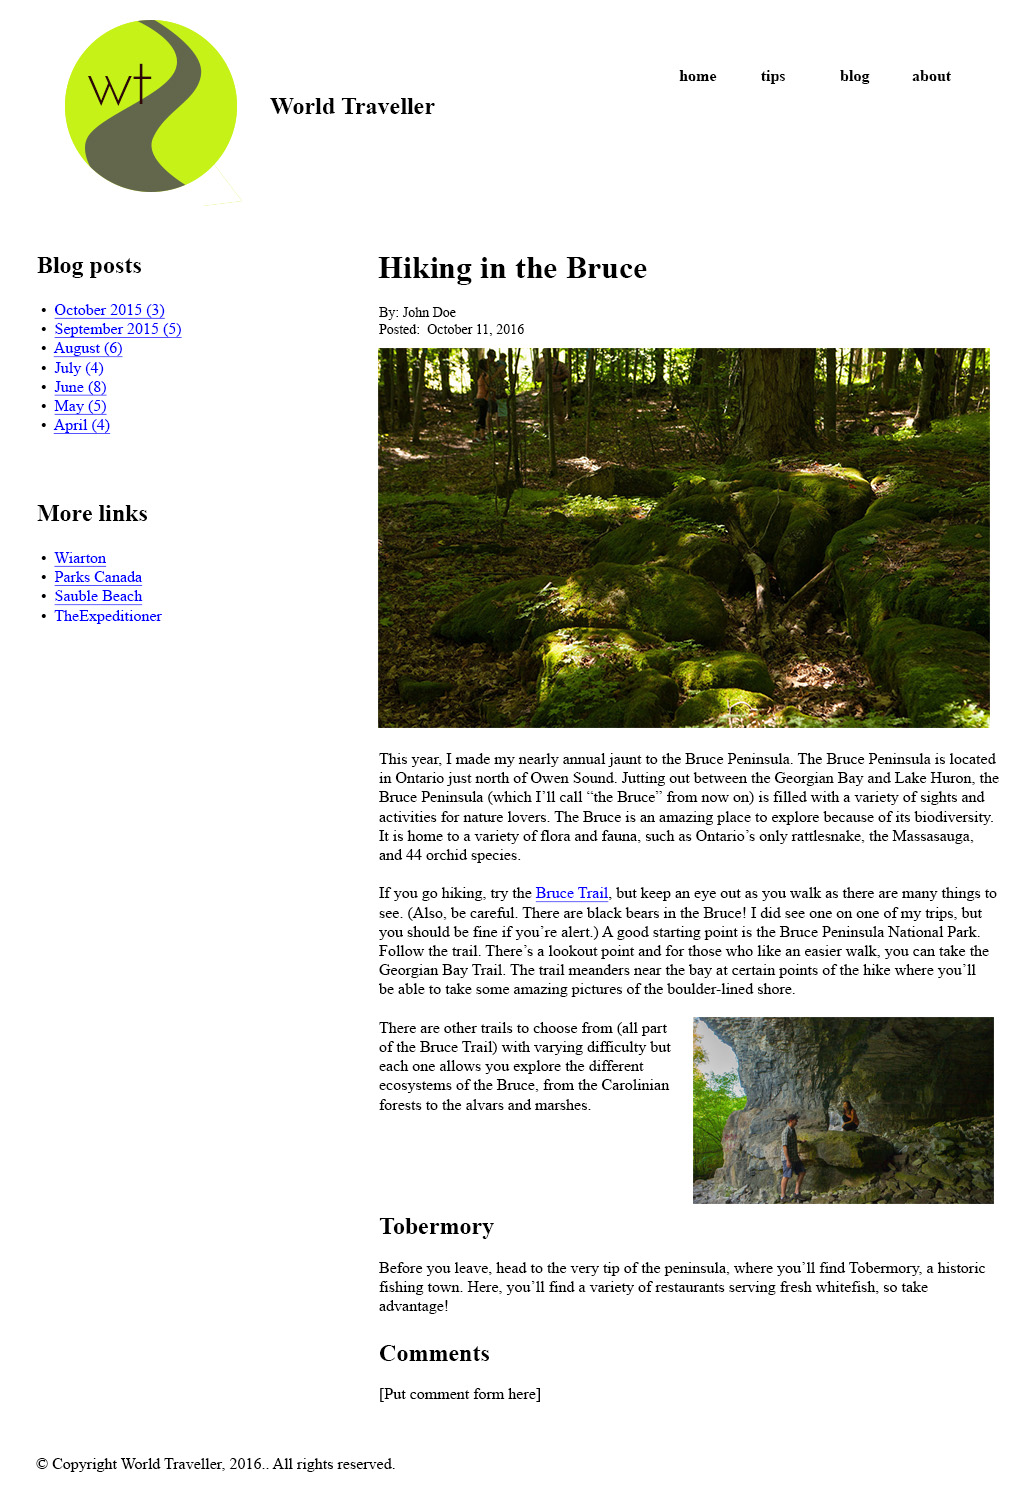 wt
World Traveller
home tips blog about
Blog posts
• October 2015 (3)
• September 2015 (5)
• August (6)
• July (4)
• June (8)
• May (5)
• April (4)
More links
• Wiarton
• Parks Canada
• Sauble Beach
• TheExpeditioner
Hiking in the Bruce
By: John Doe
Posted: October 11, 2016
This year, I made my nearly annual jaunt to the Bruce Peninsula. The Bruce Peninsula is located
in Ontario just north of Owen Sound. Jutting out between the Georgian Bay and Lake Huron, the
Bruce Peninsula (which I’ll call “the Bruce” from now on) is filled with a variety of sights and
activities for nature lovers. The Bruce is an amazing place to explore because of its biodiversity.
It is home to a variety of flora and fauna, such as Ontario’s only rattlesnake, the Massasauga,
and 44 orchid species.
If you go hiking, try the Bruce Trail, but keep an eye out as you walk as there are many things to
see. (Also, be careful. There are black bears in the Bruce! I did see one on one of my trips, but
you should be fine if you’re alert.) A good starting point is the Bruce Peninsula National Park.
Follow the trail. There’s a lookout point and for those who like an easier walk, you can take the
Georgian Bay Trail. The trail meanders near the bay at certain points of the hike where you’ll
be able to take some amazing pictures of the boulder-lined shore.
There are other trails to choose from (all part
of the Bruce Trail) with varying difficulty but
each one allows you explore the different
ecosystems of the Bruce, from the Carolinian
forests to the alvars and marshes.
Tobermory
Before you leave, head to the very tip of the peninsula, where you’ll find Tobermory, a historic
fishing town. Here, you’ll find a variety of restaurants serving fresh whitefish, so take
advantage!
Comments
[Put comment form here]
© Copyright World Traveller, 2016.. All rights reserved.